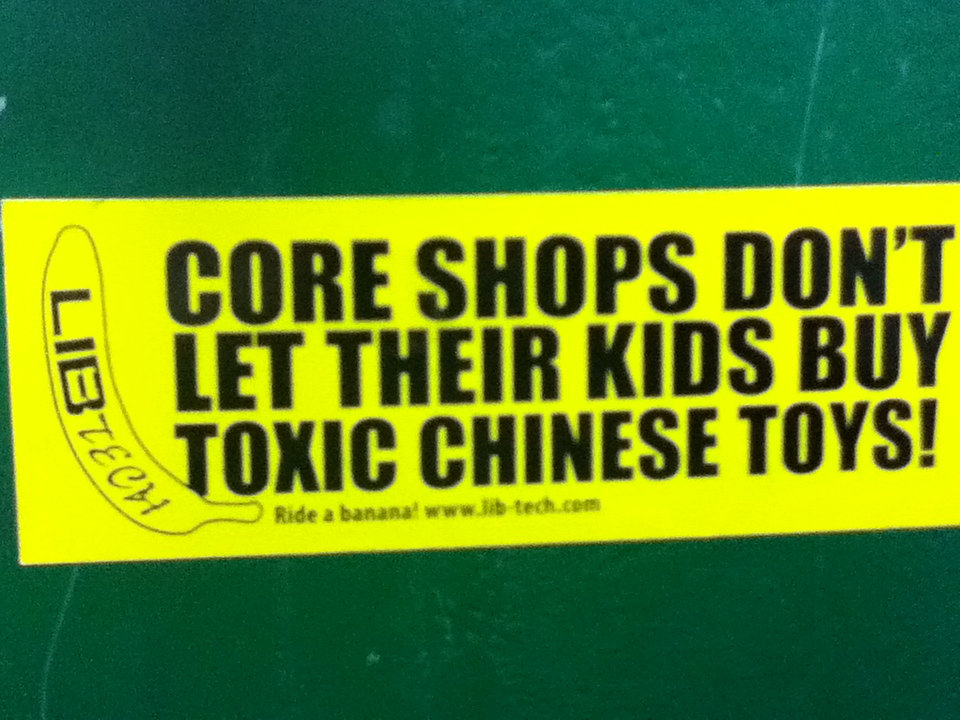 LIB TECH
CORE SHOPS DON'T
LET THEIR KIDS BUY
TOXIC CHINESE TOYS!
Ride a banana! www.lib-tech.com